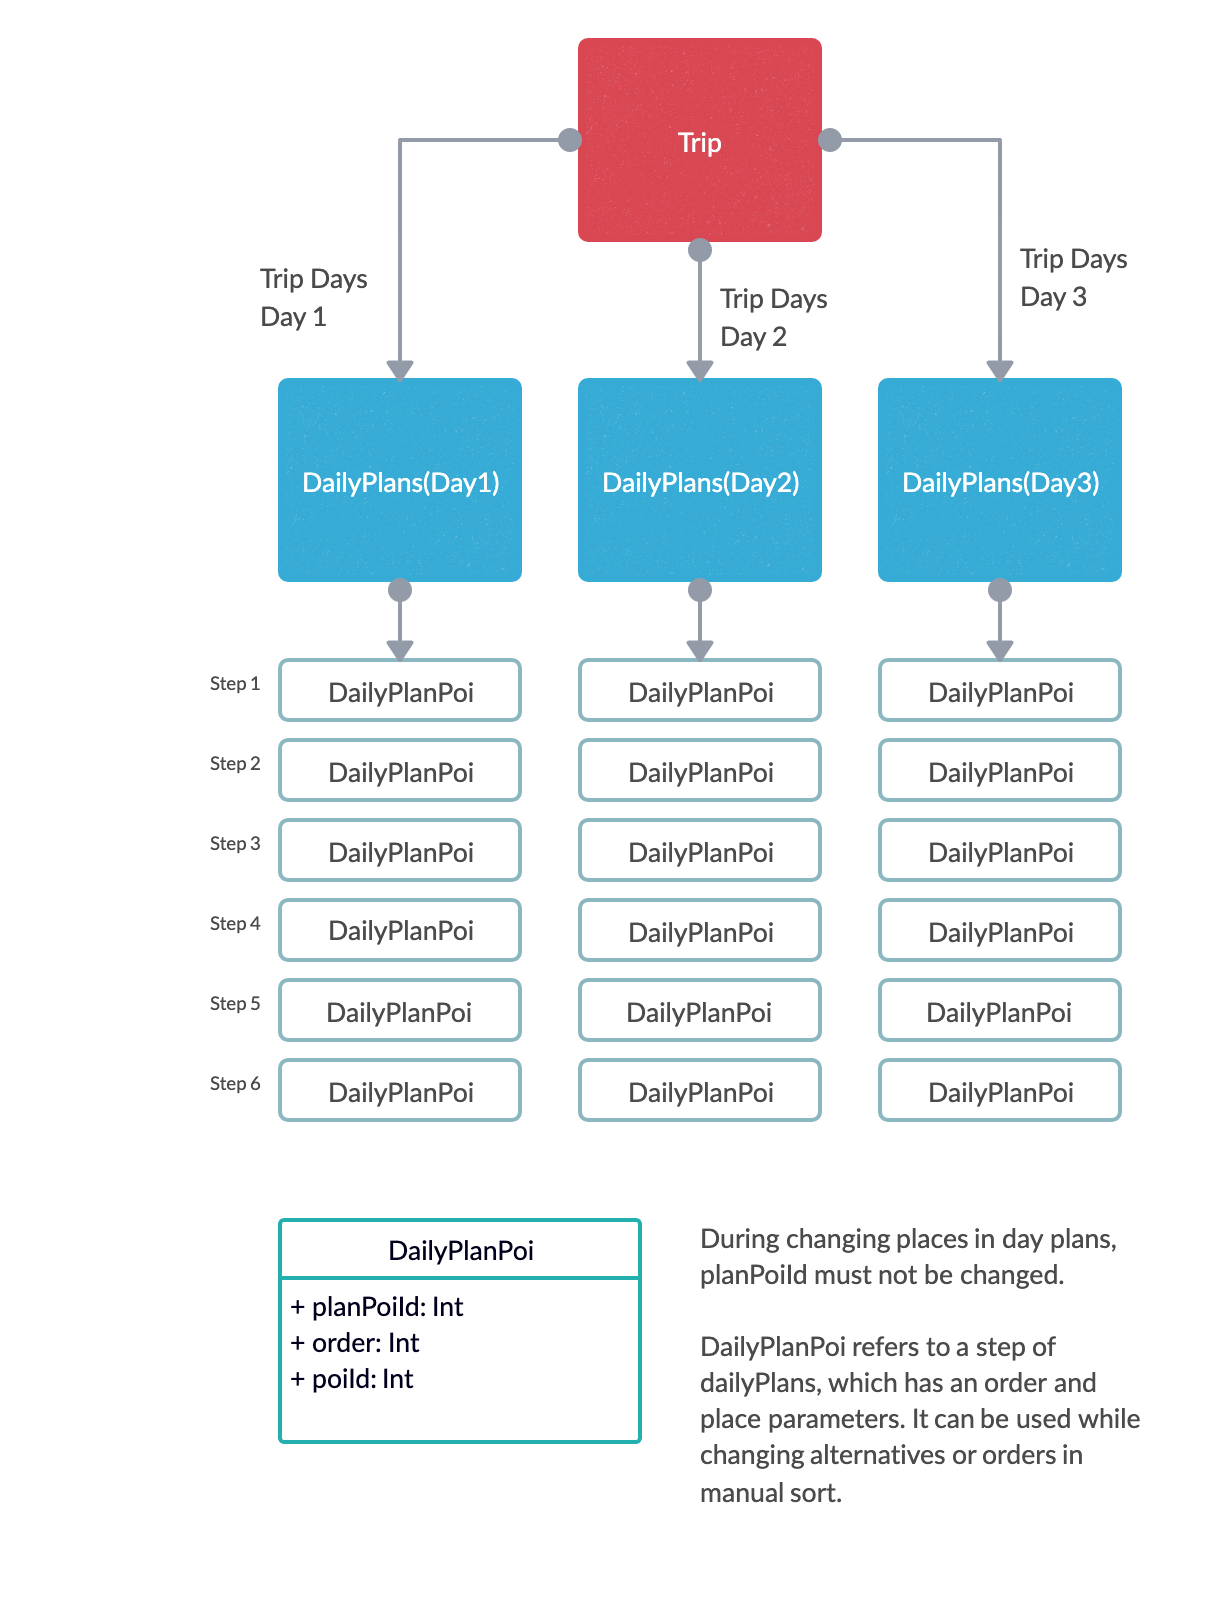 Trip
Trip Days
Day 1
Trip Days
Day 2
Trip Days
Day 3
DailyPlans(Day1)
DailyPlans(Day2)
DailyPlans(Day3)
Step 1
DailyPlanPoi
DailyPlanPoi
DailyPlanPoi
Step 2
DailyPlanPoi
DailyPlanPoi
DailyPlanPoi
Step 3
DailyPlanPoi
DailyPlanPoi
DailyPlanPoi
Step 4
DailyPlanPoi
DailyPlanPoi
DailyPlanPoi
Step 5
DailyPlanPoi
DailyPlanPoi
DailyPlanPoi
Step 6
DailyPlanPoi
DailyPlanPoi
DailyPlanPoi
DailyPlanPoi
+ planPoiId: Int
+ order: Int
+ poiId: Int
During changing places in day plans,
planPoiId must not be changed.
DailyPlanPoi refers to a step of
dailyPlans, which has an order and
place parameters. It can be used while
changing alternatives or orders in
manual sort.